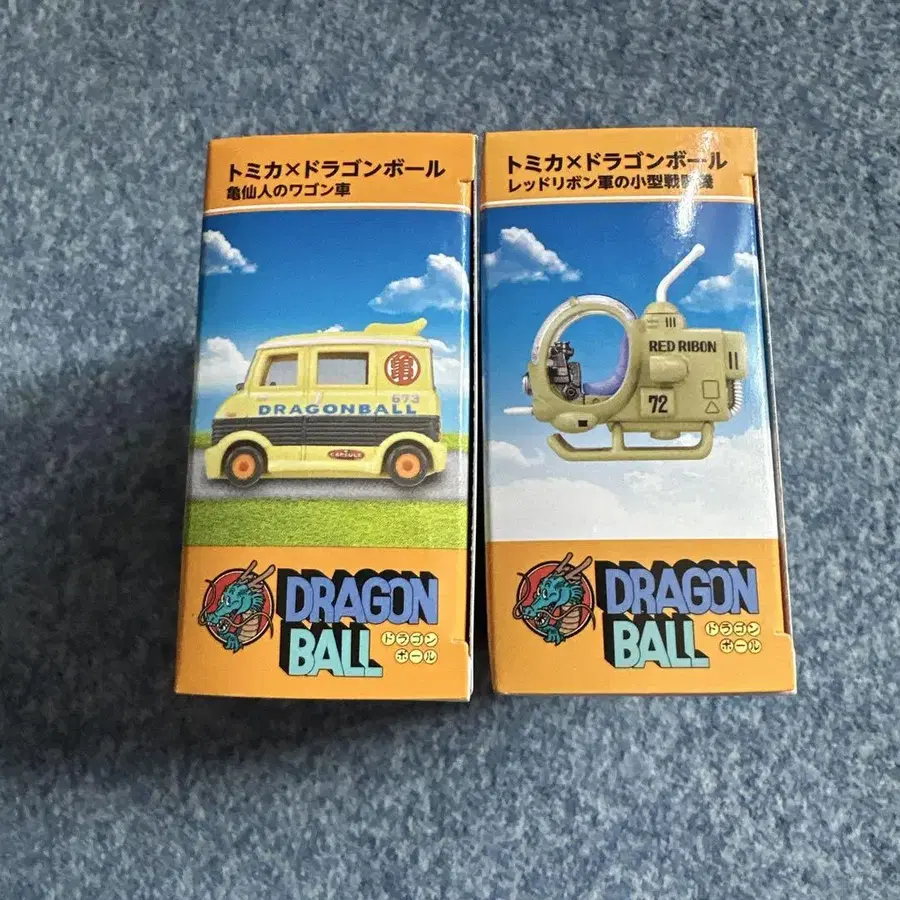 トミカ×ドラゴンボール
亀仙人のワゴン車
亀
673
DRAGONBALL
CAPSULE
DRAGON
BALL
ドラゴン
ボール
トミカ×ドラゴンボール
レッドリボン軍の小型戦闘機
RED RIBON
72
DRAGON
BALL
ドラゴン
ボール